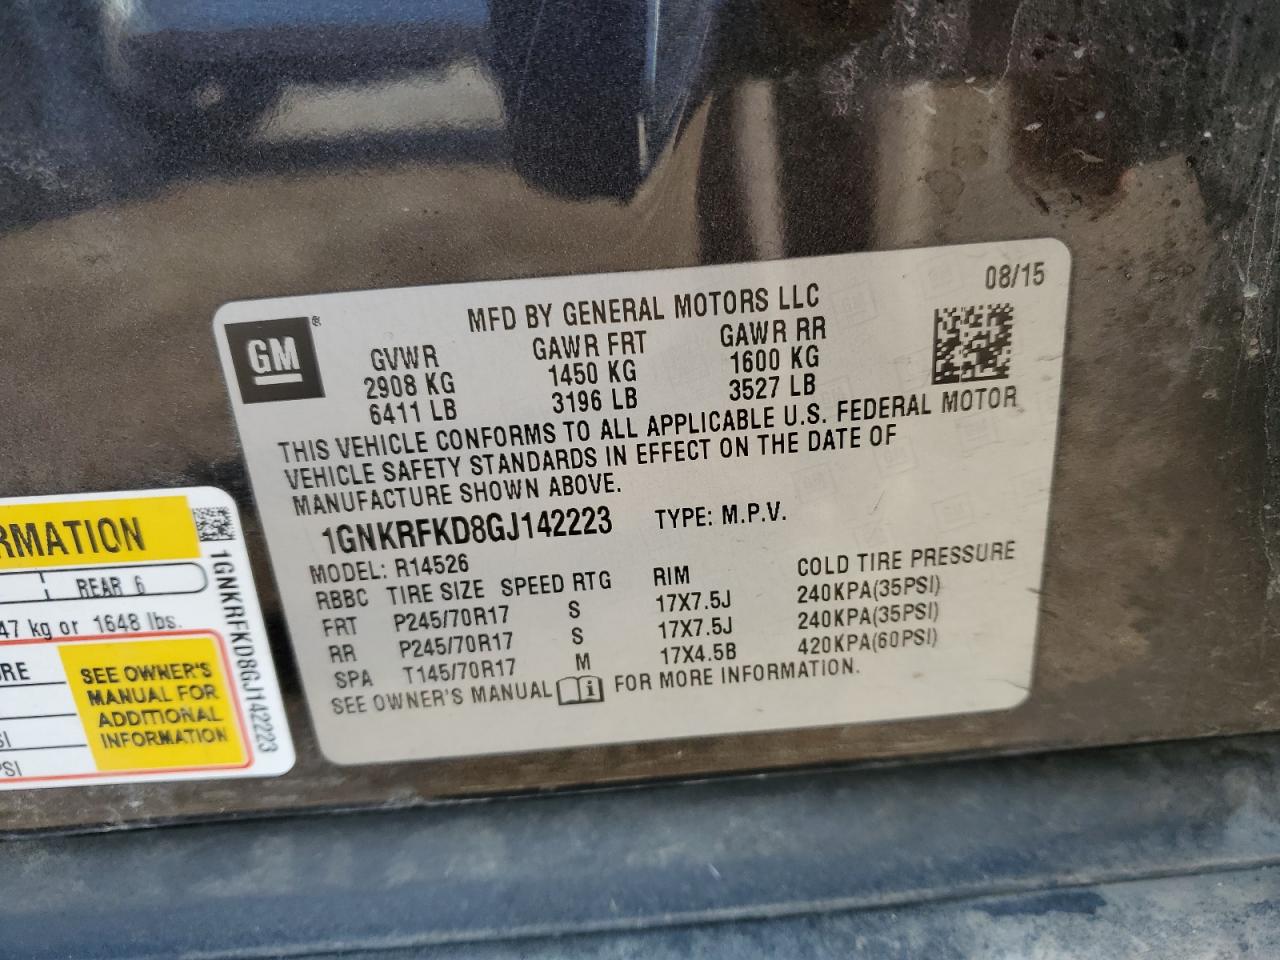 08/15
MFD BY GENERAL MOTORS LLC
GM®
GVWR GAWR FRT GAWR RR
2908 KG 1450 KG 1600 KG
6411 LB 3196 LB 3527 LB
THIS VEHICLE CONFORMS TO ALL APPLICABLE U.S. FEDERAL MOTOR
VEHICLE SAFETY STANDARDS IN EFFECT ON THE DATE OF
MANUFACTURE SHOWN ABOVE.
1GNKRFKD8GJ142223 TYPE: M.P.V.
MODEL: R14526
RBBC TIRE SIZE SPEED RTG RIM COLD TIRE PRESSURE
FRT P245/70R17 S 17X7.5J 240KPA(35PSI)
RR P245/70R17 S 17X7.5J 240KPA(35PSI)
SPA T145/70R17 M 17X4.5B 420KPA(60PSI)
SEE OWNER'S MANUAL i FOR MORE INFORMATION.
RMATION
REAR 6
47 kg or 1648 lbs.
RE
SI
PSI
SEE OWNER'S
MANUAL FOR
ADDITIONAL
INFORMATION
1GNKRFKD8GJ142223